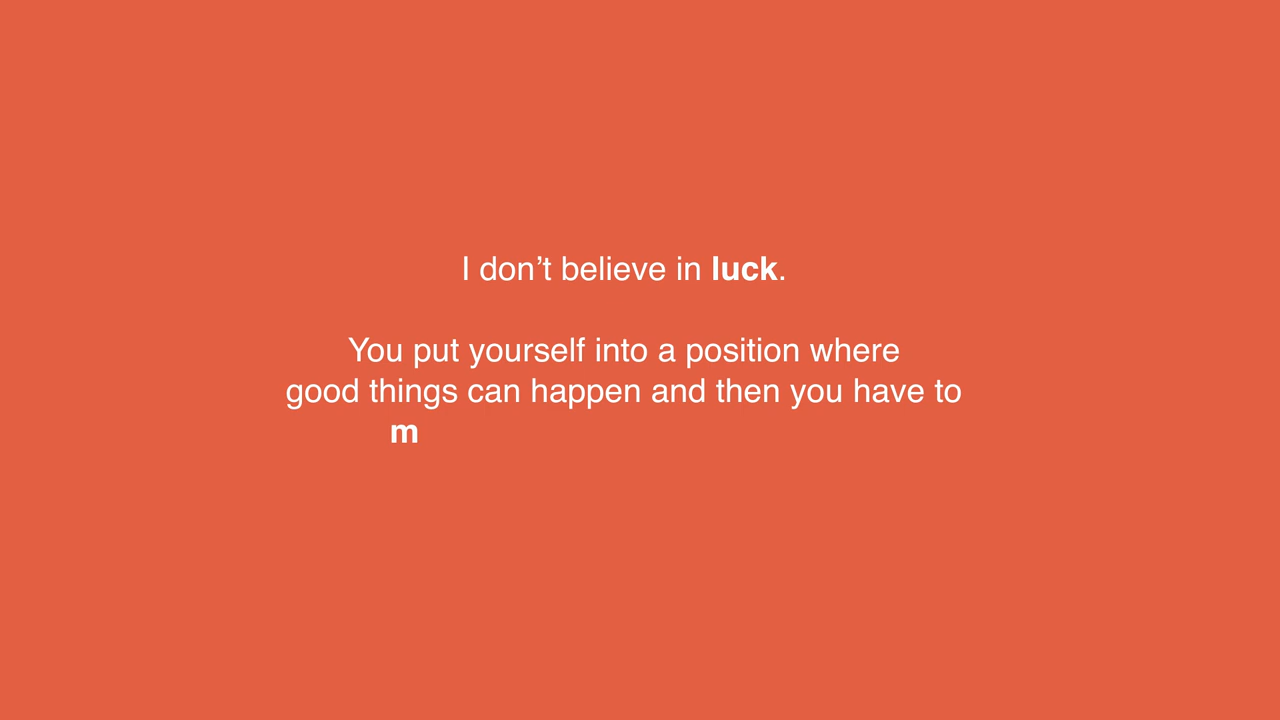 I don’t believe in luck.
You put yourself into a position where
good things can happen and then you have to
m